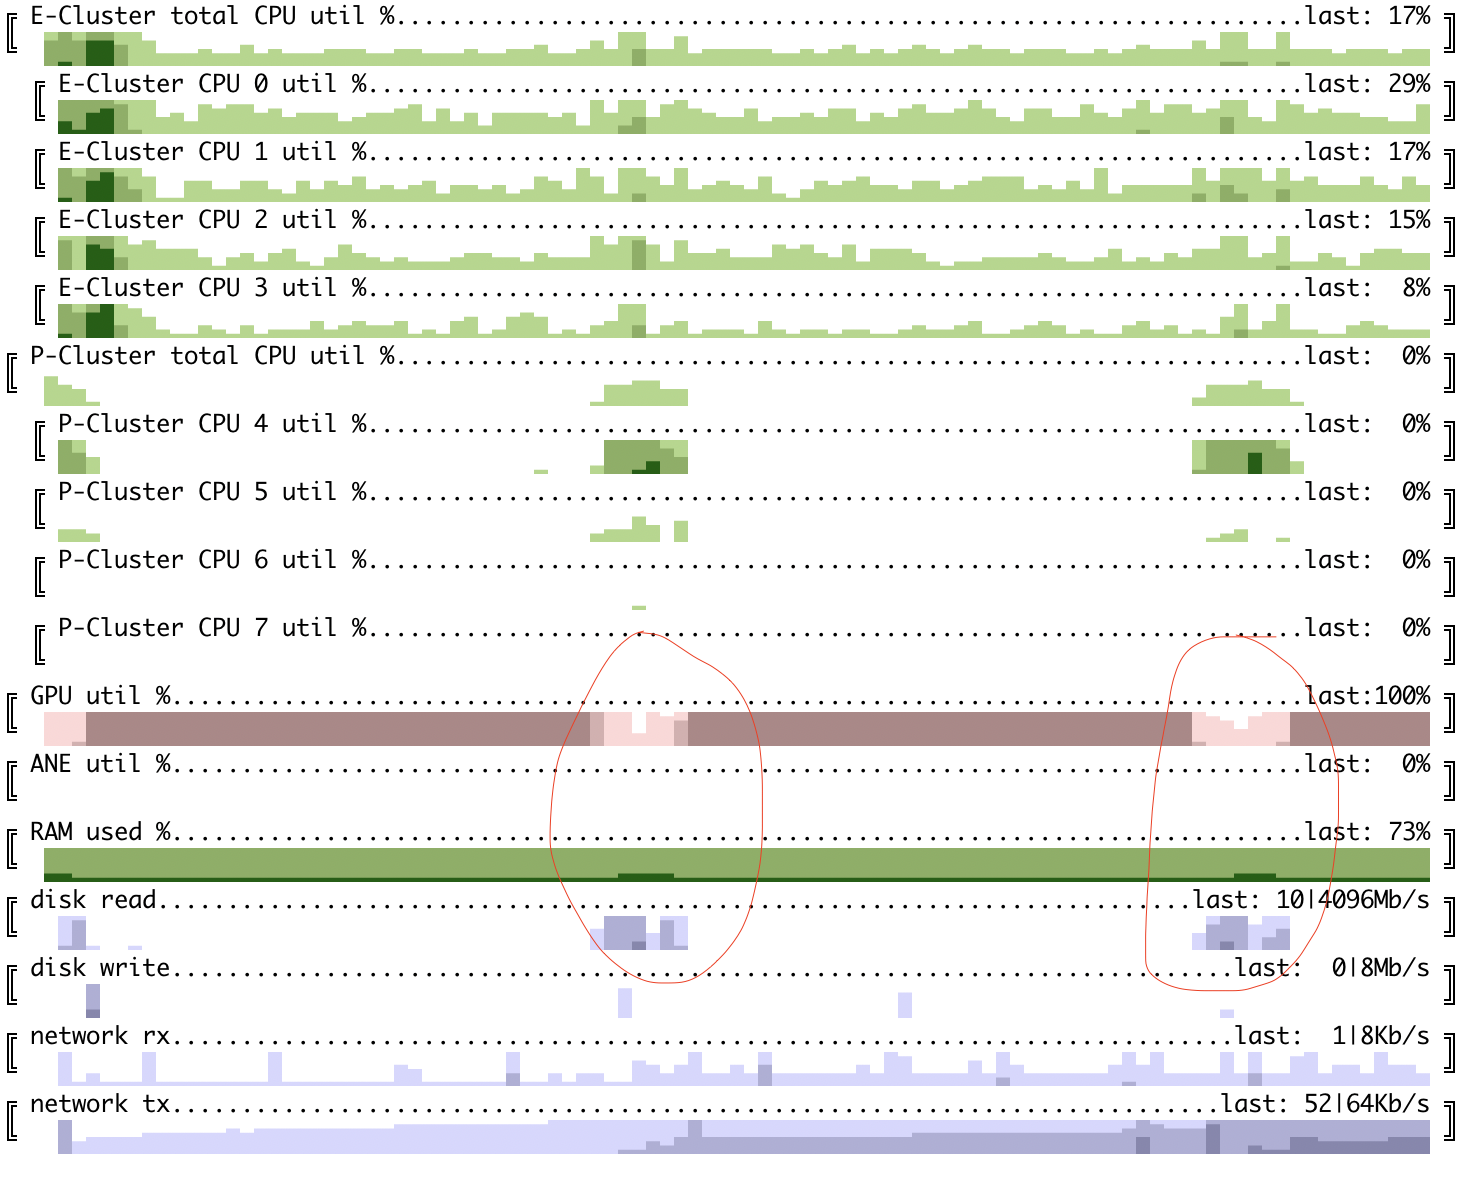 E-Cluster total CPU util %..................................................................last: 17%
E-Cluster CPU 0 util %...................................................................last: 29%
E-Cluster CPU 1 util %...................................................................last: 17%
E-Cluster CPU 2 util %...................................................................last: 15%
E-Cluster CPU 3 util %...................................................................last:  8%
P-Cluster total CPU util %.................................................................last:  0%
P-Cluster CPU 4 util %...................................................................last:  0%
P-Cluster CPU 5 util %...................................................................last:  0%
P-Cluster CPU 6 util %...................................................................last:  0%
P-Cluster CPU 7 util %...................................................................last:  0%
GPU util %.................................................................................last:100%
ANE util %.................................................................................last:  0%
RAM used %.................................................................................last: 73%
disk read..........................................................................last: 10|4096Mb/s
disk write............................................................................last:  0|8Mb/s
network rx............................................................................last:  1|8Kb/s
network tx...........................................................................last: 52|64Kb/s